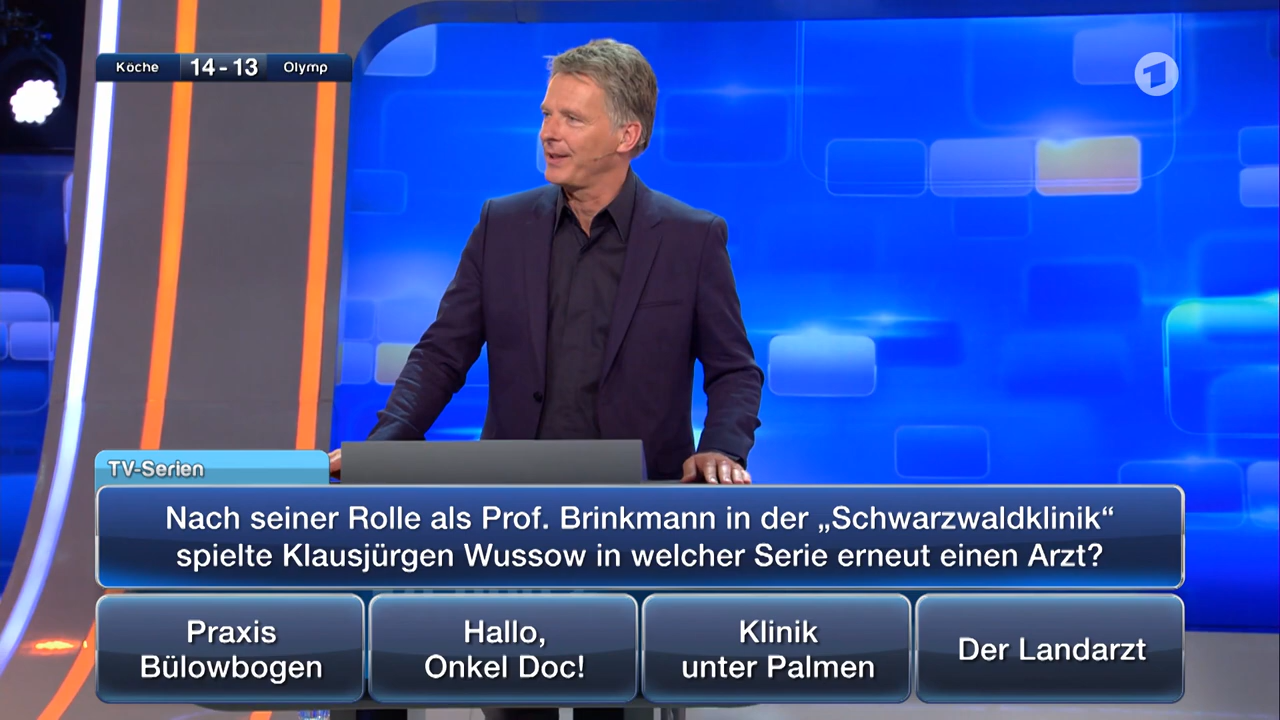 Köche 14-13 Olymp
1
TV-Serien
Nach seiner Rolle als Prof. Brinkmann in der „Schwarzwaldklinik“
spielte Klausjürgen Wussow in welcher Serie erneut einen Arzt?
Praxis
Bülowbogen
Hallo,
Onkel Doc!
Klinik
unter Palmen
Der Landarzt